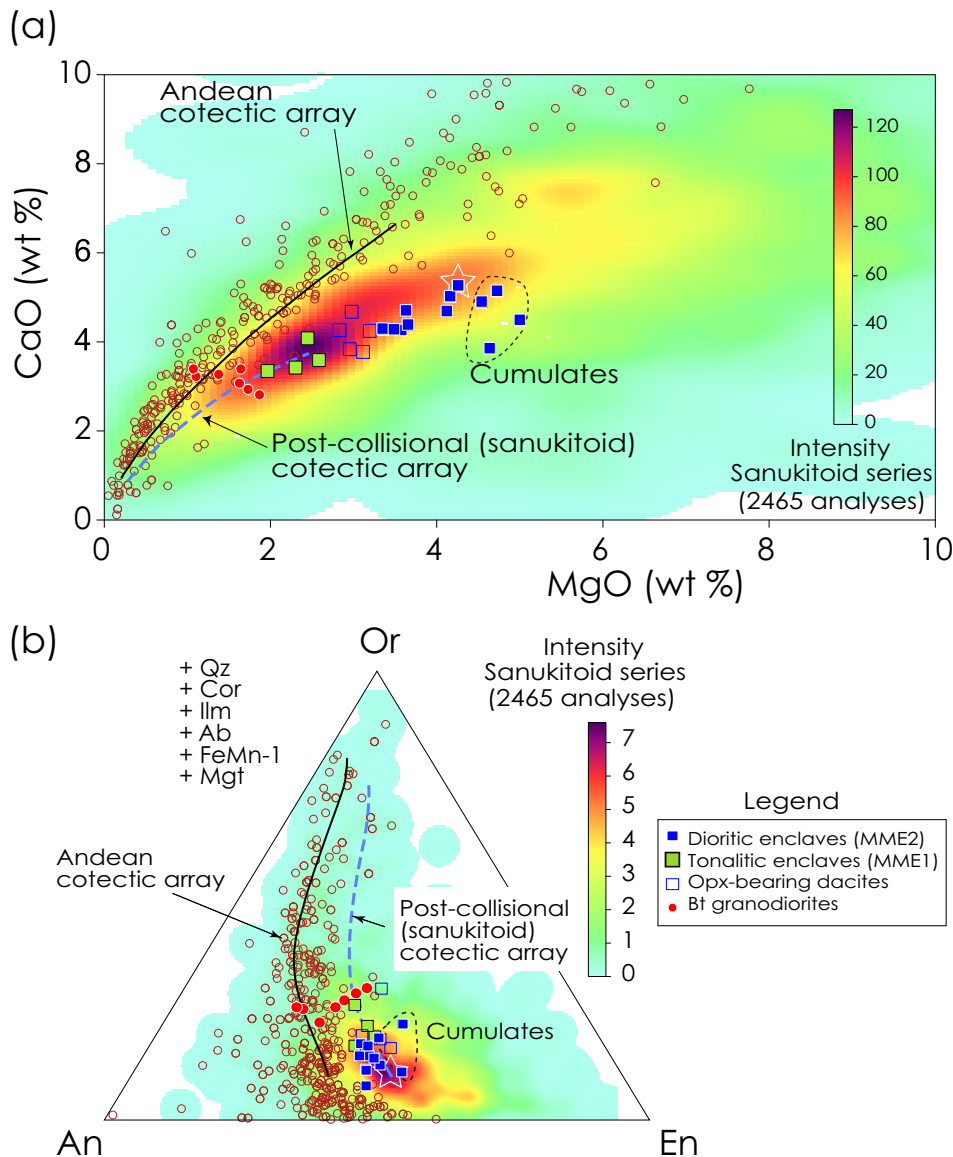 (a)
Andean
cotectic array
CaO (wt %)
10
8
6
4
2
0
0
2
4
6
8
10
MgO (wt %)
Cumulates
Post-collisional (sanukitoid)
cotectic array
120
100
80
60
40
20
0
Intensity
Sanukitoid series
(2465 analyses)
(b)
Or
+ Qz
+ Cor
+ Ilm
+ Ab
+ FeMn-1
+ Mgt
Intensity
Sanukitoid series
(2465 analyses)
7
6
5
4
3
2
1
0
Andean
cotectic array
Post-collisional
(sanukitoid)
cotectic array
Cumulates
An
En
Legend
Dioritic enclaves (MME2)
Tonalitic enclaves (MME1)
Opx-bearing dacites
Bt granodiorites